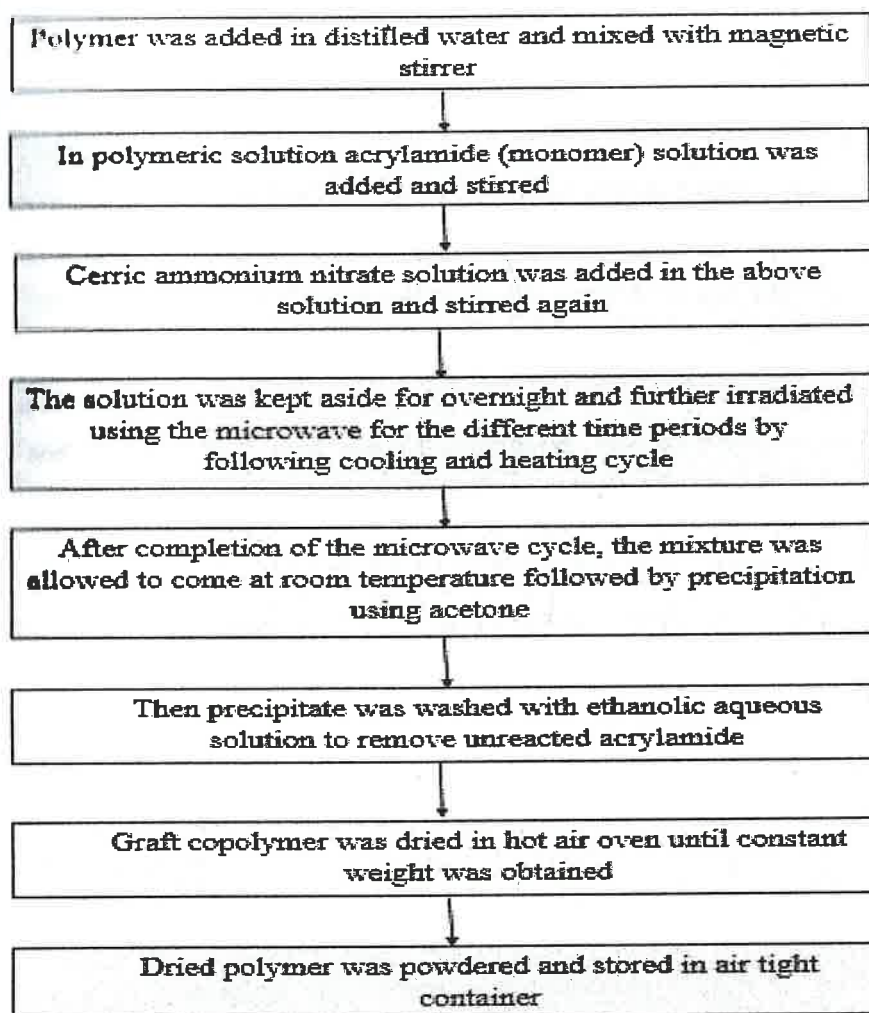 Polymer was added in distilled water and mixed with magnetic
stirrer
In polymeric solution acrylamide (monomer) solution was
added and stirred
Cerric ammonium nitrate solution was added in the above
solution and stirred again
The solution was kept aside for overnight and further irradiated
using the microwave for the different time periods by
following cooling and heating cycle
After completion of the microwave cycle, the mixture was
allowed to come at room temperature followed by precipitation
using acetone
Then precipitate was washed with ethanolic aqueous
solution to remove unreacted acrylamide
Graft copolymer was dried in hot air oven until constant
weight was obtained
Dried polymer was powdered and stored in air tight
container